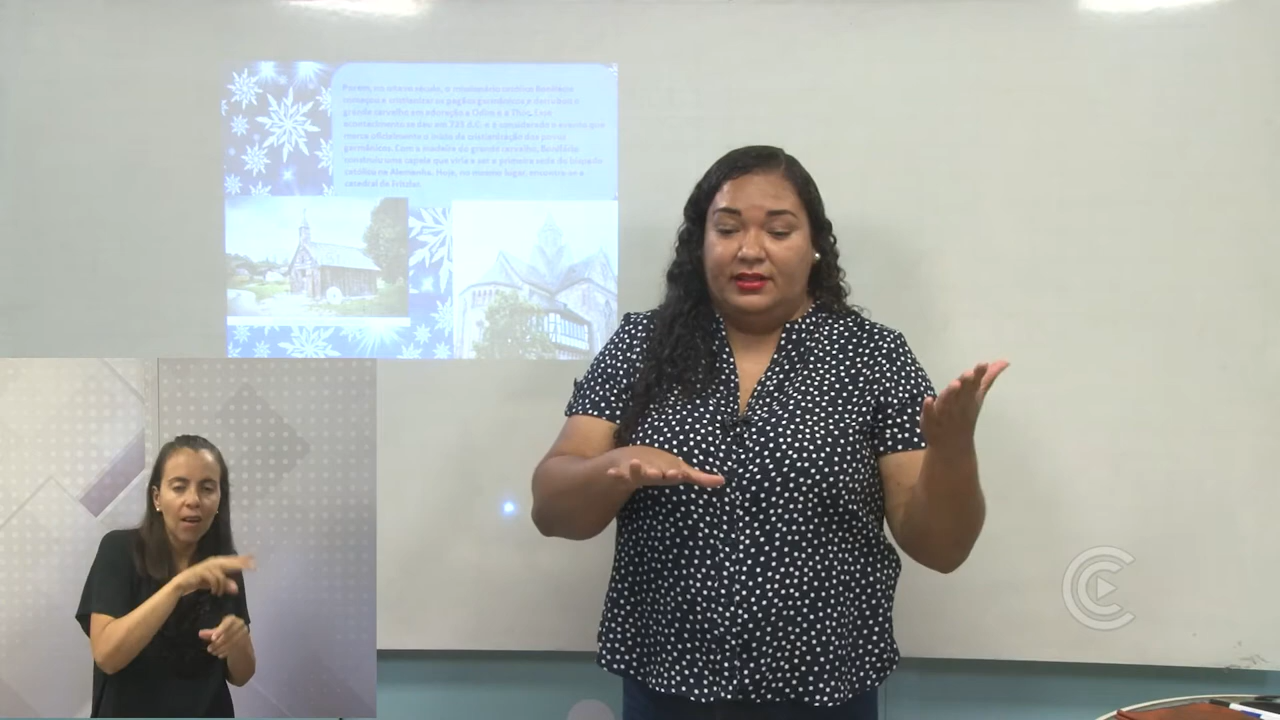 Porém, no oitavo século, o missionário católico Bonifácio
começou a cristianizar os pagãos germânicos e derrubou o
grande carvalho em adoração a Odin e a Thor. Este
acontecimento se deu em 723 A.C. e é considerado o evento que
marca oficialmente o início da cristianização dos povos
germânicos. Com a madeira do grande carvalho, Bonifácio
construiu uma capela que viria a ser a primeira sede do bispado
católico na Alemanha. Hoje, no mesmo lugar, encontra-se a
catedral de Fritzlar.